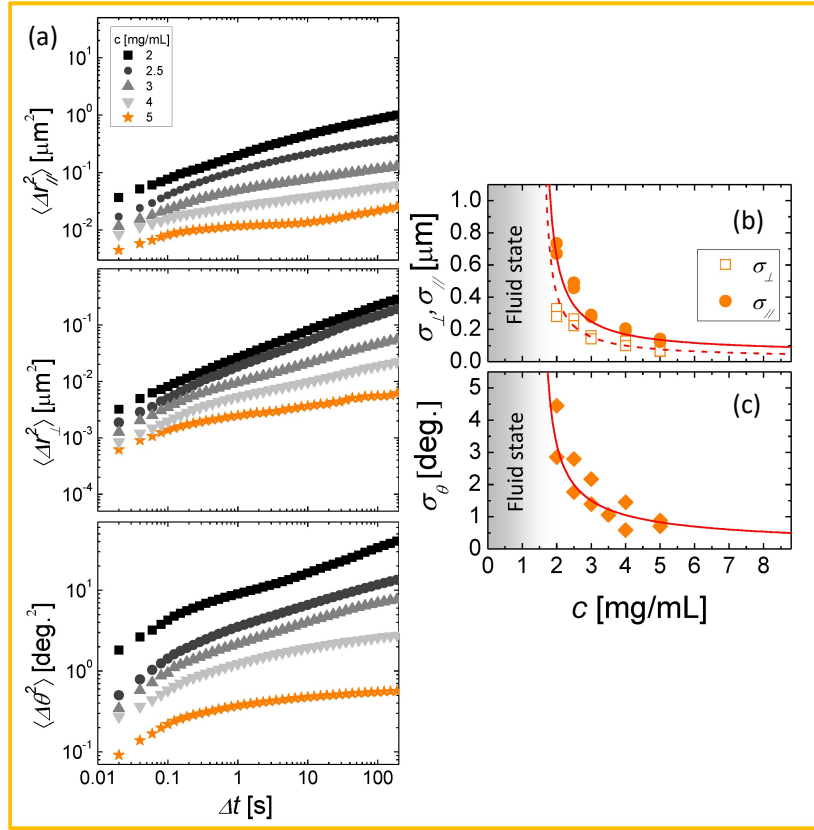 (a)
c [mg/mL]
2
2.5
3
4
5
10¹
10⁰
10⁻¹
10⁻²
⟨Δr²∥⟩ [μm²]
10⁻¹
10⁻²
10⁻³
10⁻⁴
⟨Δr²⊥⟩ [μm²]
10¹
10⁰
10⁻¹
⟨Δθ²⟩ [deg.²]
0.01 0.1 1 10 100
Δt [s]
(b)
1.0
0.8
0.6
0.4
0.2
0.0
σ⊥, σ∥ [μm]
Fluid state
σ⊥
σ∥
(c)
5
4
3
2
1
0
σθ [deg.]
Fluid state
0 1 2 3 4 5 6 7 8
c [mg/mL]